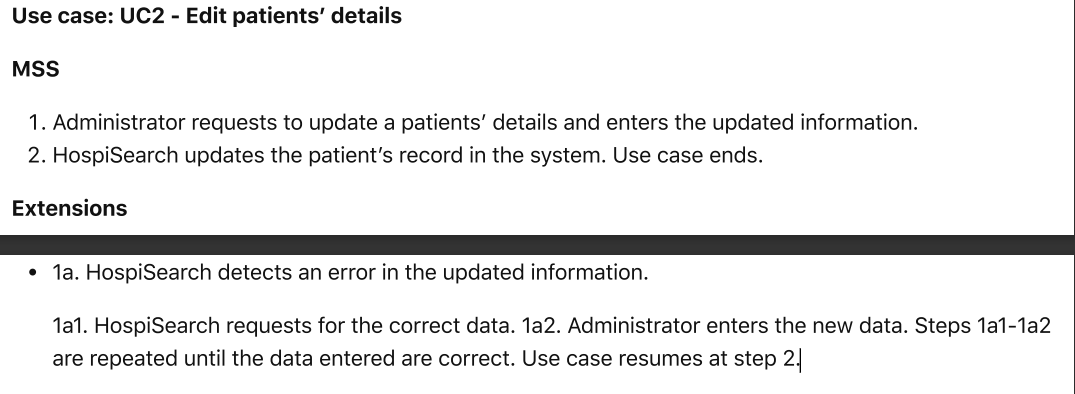 Use case: UC2 - Edit patients’ details
MSS
1. Administrator requests to update a patients’ details and enters the updated information.
2. HospiSearch updates the patient’s record in the system. Use case ends.
Extensions
• 1a. HospiSearch detects an error in the updated information.
1a1. HospiSearch requests for the correct data. 1a2. Administrator enters the new data. Steps 1a1-1a2
are repeated until the data entered are correct. Use case resumes at step 2.